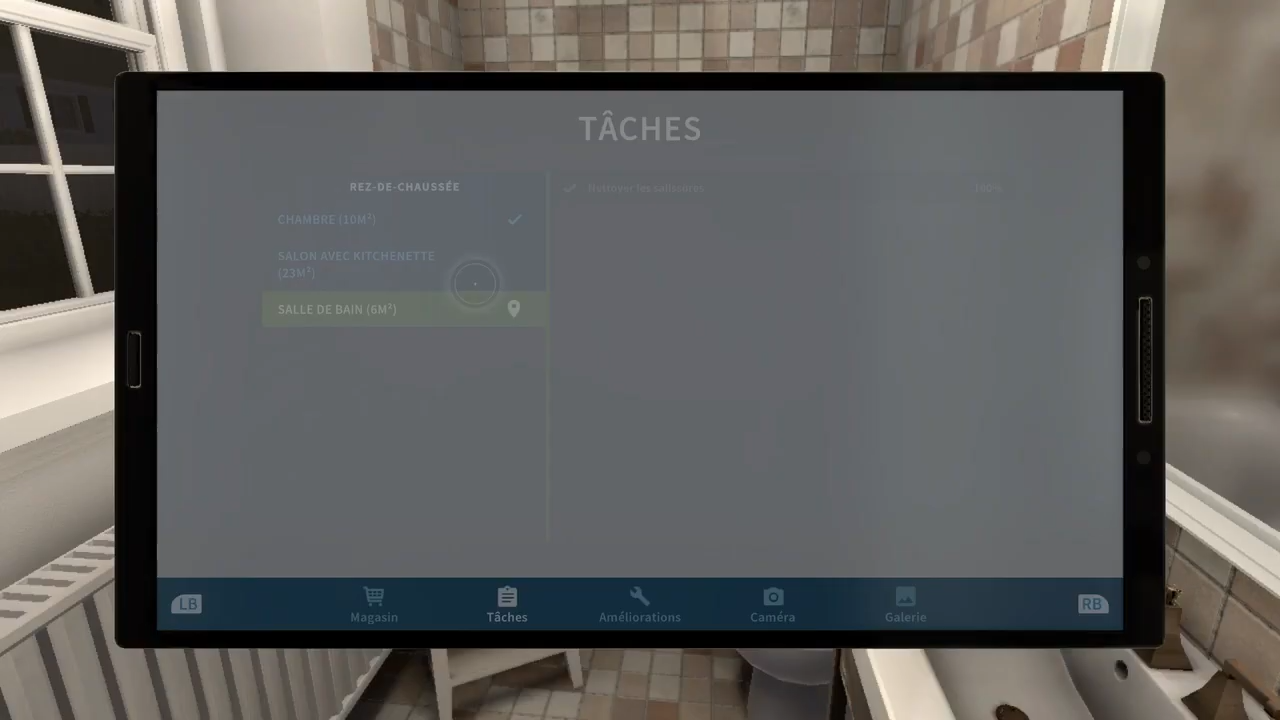 TÂCHES
REZ-DE-CHAUSSÉE
CHAMBRE (10M²)
SALON AVEC KITCHENETTE
(23M²)
SALLE DE BAIN (6M²)
Nettoyer les salissures 100%
LB
Magasin
Tâches
Améliorations
Caméra
Galerie
RB